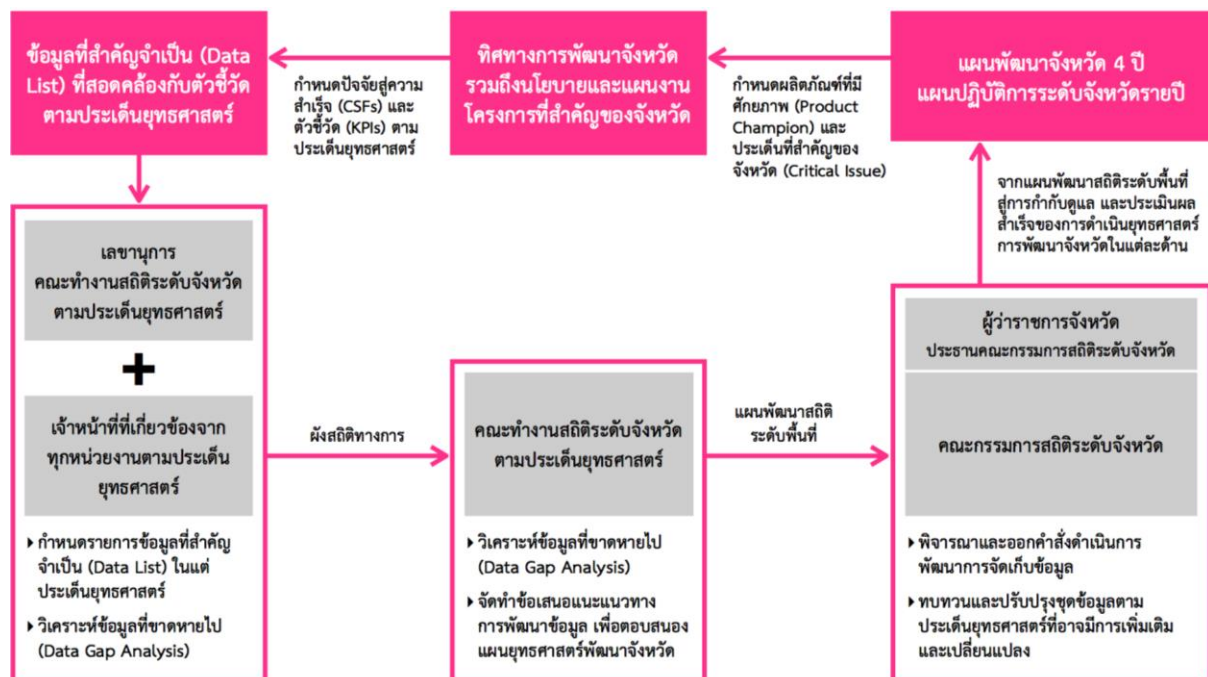 ข้อมูลที่สำคัญจำเป็น (Data
List) ที่สอดคล้องกับตัวชี้วัด
ตามประเด็นยุทธศาสตร์
กำหนดปัจจัยสู่ความ
สำเร็จ (CSFs) และ
ตัวชี้วัด (KPIs) ตาม
ประเด็นยุทธศาสตร์
ทิศทางการพัฒนาจังหวัด
รวมถึงนโยบายและแผนงาน
โครงการที่สำคัญของจังหวัด
กำหนดผลิตภัณฑ์ที่มี
ศักยภาพ (Product
Champion) และ
ประเด็นที่สำคัญของ
จังหวัด (Critical Issue)
แผนพัฒนาจังหวัด 4 ปี
แผนปฏิบัติการระดับจังหวัดรายปี
จากแผนพัฒนาสถิติระดับพื้นที่
สู่การกำกับดูแล และประเมินผล
สำเร็จของการดำเนินยุทธศาสตร์
การพัฒนาจังหวัดในแต่ละด้าน
เลขานุการ
คณะทำงานสถิติระดับจังหวัด
ตามประเด็นยุทธศาสตร์
+
เจ้าหน้าที่ที่เกี่ยวข้องจาก
ทุกหน่วยงานตามประเด็น
ยุทธศาสตร์
กำหนดรายการข้อมูลที่สำคัญ
จำเป็น (Data List) ในแต่
ประเด็นยุทธศาสตร์
วิเคราะห์ข้อมูลที่ขาดหายไป
(Data Gap Analysis)
ผังสถิติทางการ
คณะทำงานสถิติระดับจังหวัด
ตามประเด็นยุทธศาสตร์
วิเคราะห์ข้อมูลที่ขาดหายไป
(Data Gap Analysis)
จัดทำข้อเสนอแนะแนวทาง
การพัฒนาข้อมูล เพื่อตอบสนอง
แผนยุทธศาสตร์พัฒนาจังหวัด
แผนพัฒนาสถิติ
ระดับพื้นที่
ผู้ว่าราชการจังหวัด
ประธานคณะกรรมการสถิติระดับจังหวัด
คณะกรรมการสถิติระดับจังหวัด
พิจารณาและออกคำสั่งดำเนินการ
พัฒนาการจัดเก็บข้อมูล
ทบทวนและปรับปรุงชุดข้อมูลตาม
ประเด็นยุทธศาสตร์ที่อาจมีการเพิ่มเติม
และเปลี่ยนแปลง